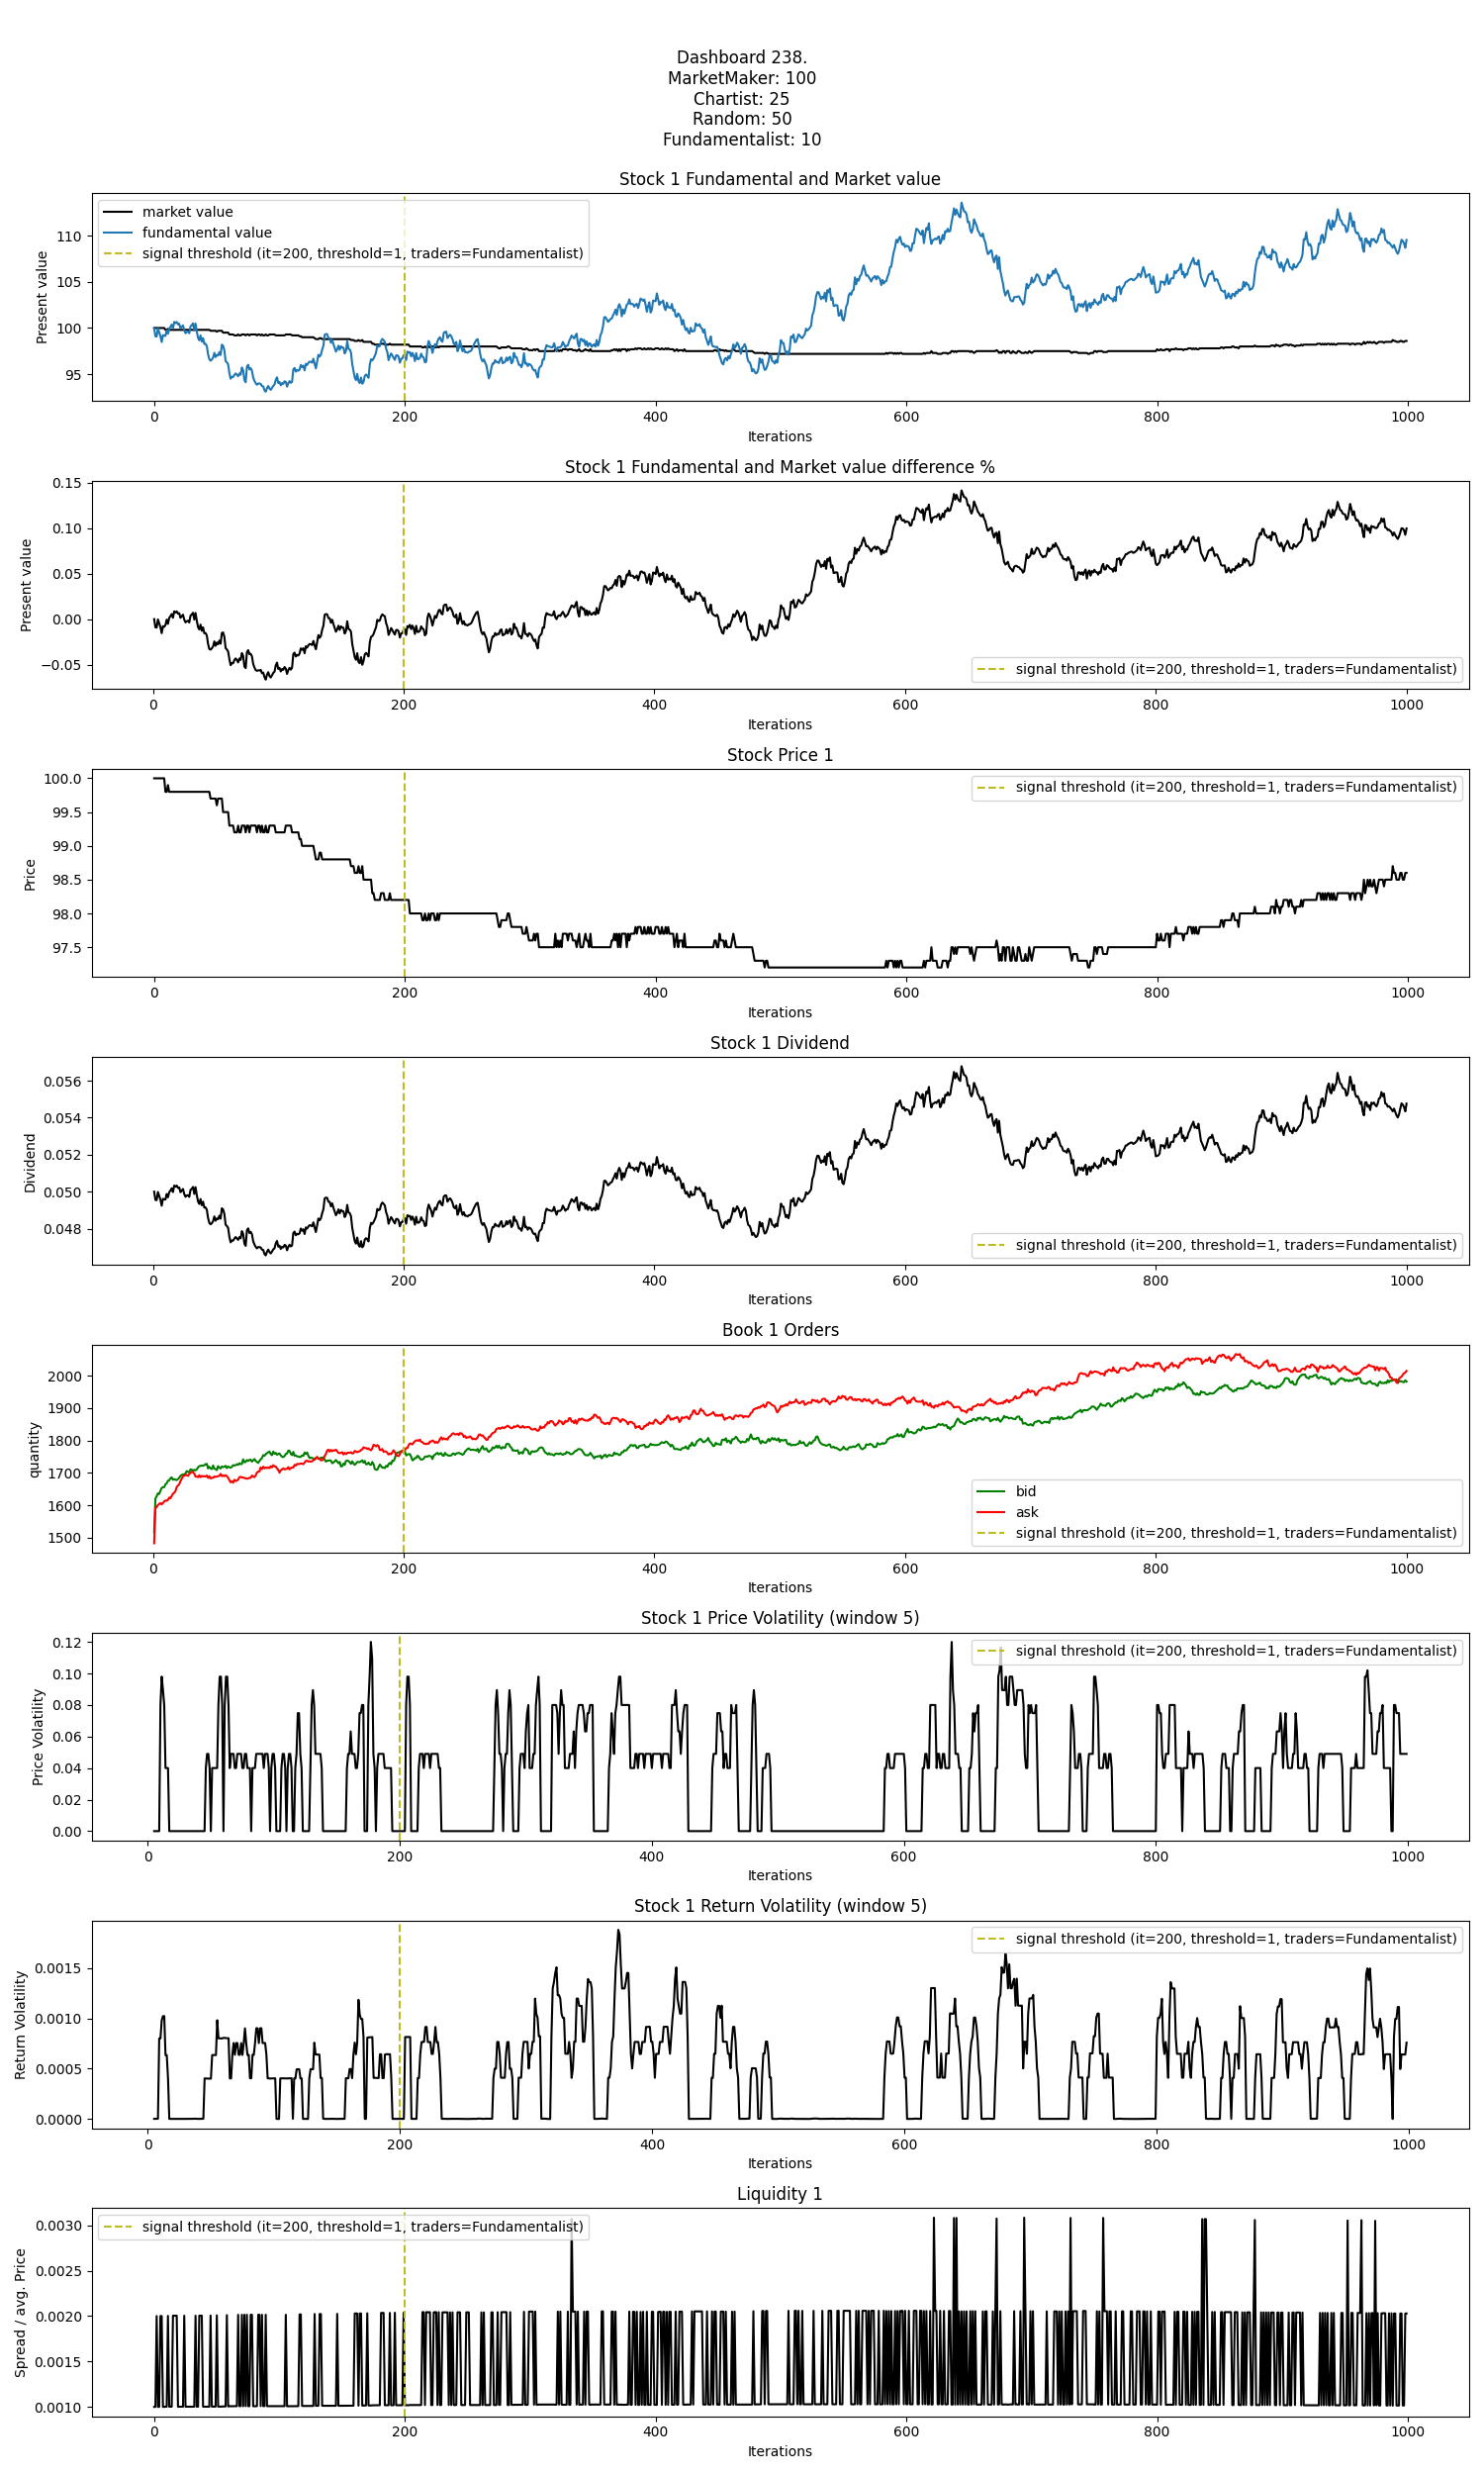 Dashboard 238.
MarketMaker: 100
Chartist: 25
Random: 50
Fundamentalist: 10
Stock 1 Fundamental and Market value
market value
fundamental value
signal threshold (it=200, threshold=1, traders=Fundamentalist)
Present value
110
105
100
95
0 200 400 600 800 1000
Iterations
Stock 1 Fundamental and Market value difference %
Present value
0.15
0.10
0.05
0.00
−0.05
signal threshold (it=200, threshold=1, traders=Fundamentalist)
0 200 400 600 800 1000
Iterations
Stock Price 1
signal threshold (it=200, threshold=1, traders=Fundamentalist)
Price
100.0
99.5
99.0
98.5
98.0
97.5
0 200 400 600 800 1000
Iterations
Stock 1 Dividend
Dividend
0.056
0.054
0.052
0.050
0.048
signal threshold (it=200, threshold=1, traders=Fundamentalist)
0 200 400 600 800 1000
Iterations
Book 1 Orders
quantity
2000
1900
1800
1700
1600
1500
bid
ask
signal threshold (it=200, threshold=1, traders=Fundamentalist)
0 200 400 600 800 1000
Iterations
Stock 1 Price Volatility (window 5)
signal threshold (it=200, threshold=1, traders=Fundamentalist)
Price Volatility
0.12
0.10
0.08
0.06
0.04
0.02
0.00
0 200 400 600 800 1000
Iterations
Stock 1 Return Volatility (window 5)
signal threshold (it=200, threshold=1, traders=Fundamentalist)
Return Volatility
0.0015
0.0010
0.0005
0.0000
0 200 400 600 800 1000
Iterations
Liquidity 1
signal threshold (it=200, threshold=1, traders=Fundamentalist)
Spread / avg. Price
0.0030
0.0025
0.0020
0.0015
0.0010
0 200 400 600 800 1000
Iterations